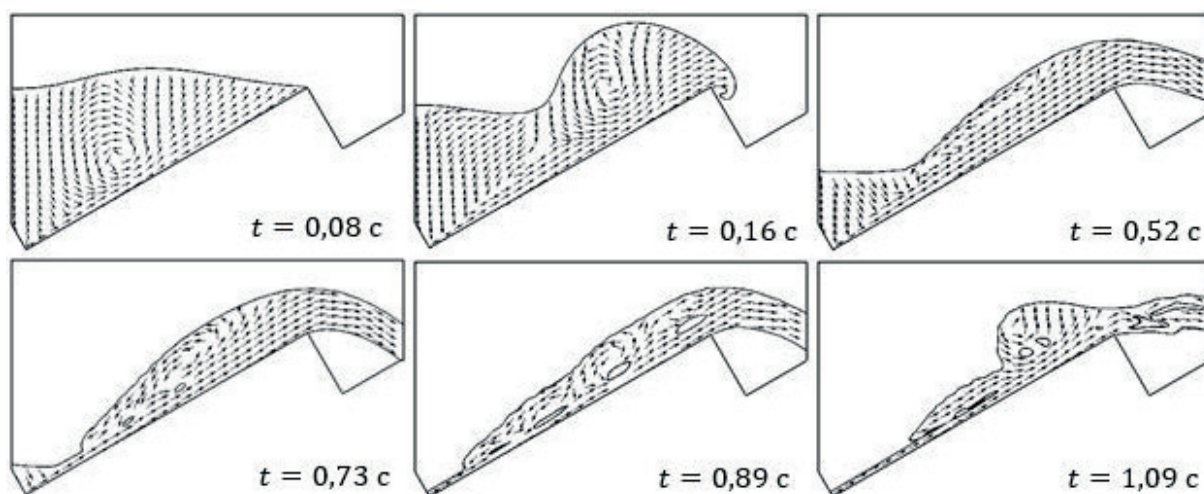 t = 0,08 с
t = 0,16 с
t = 0,52 с
t = 0,73 с
t = 0,89 с
t = 1,09 с